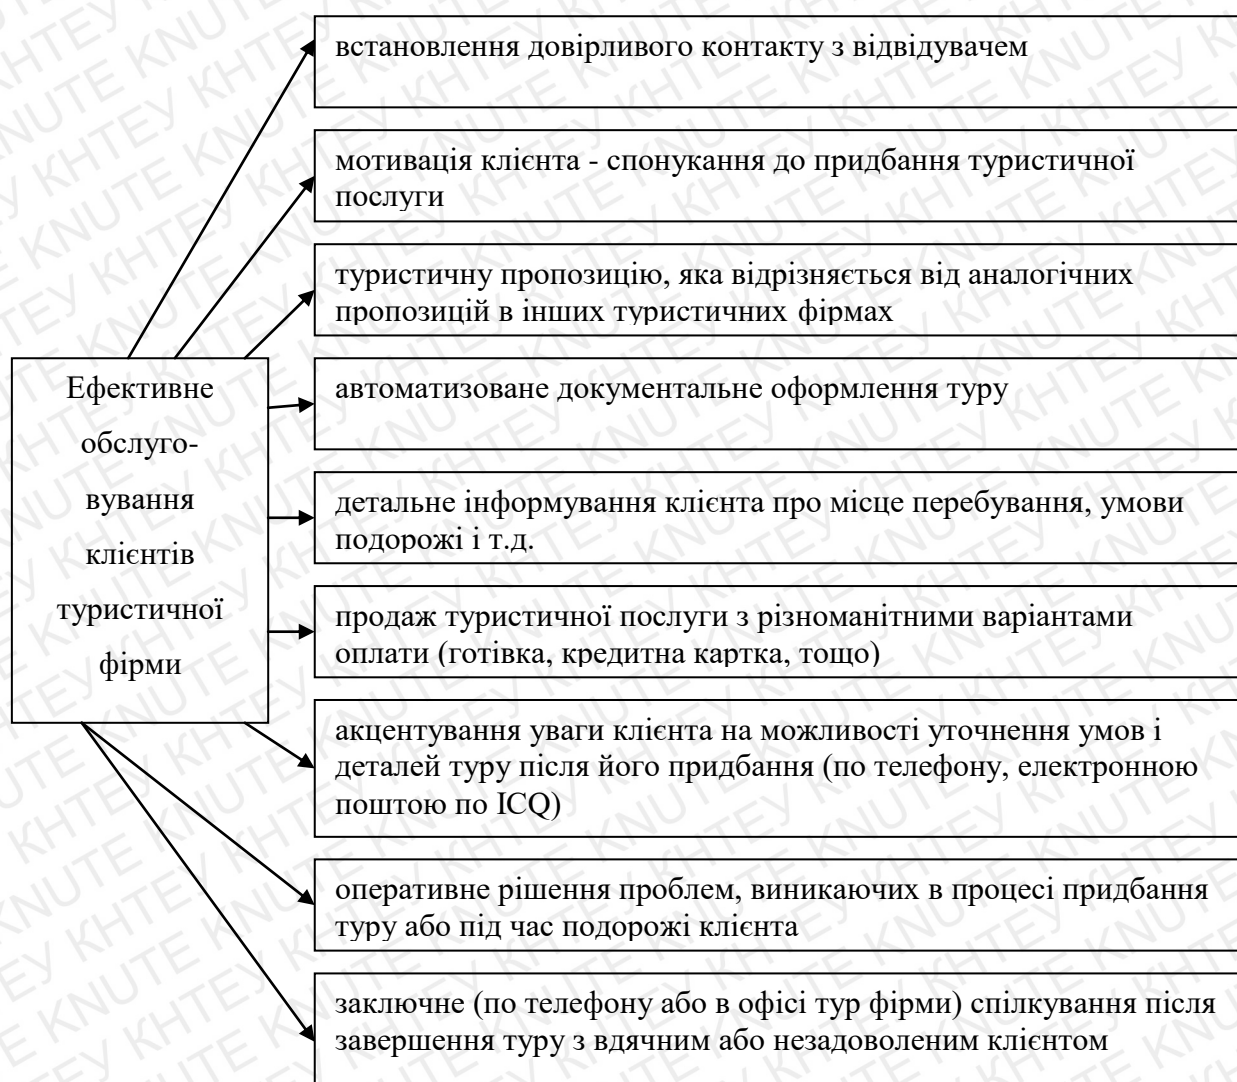 встановлення довірливого контакту з відвідувачем
мотивація клієнта - спонукання до придбання туристичної
послуги
туристичну пропозицію, яка відрізняється від аналогічних
пропозицій в інших туристичних фірмах
Ефективне
обслуго-
вування
клієнтів
туристичної
фірми
автоматизоване документальне оформлення туру
детальне інформування клієнта про місце перебування, умови
подорожі і т.д.
продаж туристичної послуги з різноманітними варіантами
оплати (готівка, кредитна картка, тощо)
акцентування уваги клієнта на можливості уточнення умов і
деталей туру після його придбання (по телефону, електронною
поштою по ICQ)
оперативне рішення проблем, виникаючих в процесі придбання
туру або під час подорожі клієнта
заключне (по телефону або в офісі тур фірми) спілкування після
завершення туру з вдячним або незадоволеним клієнтом